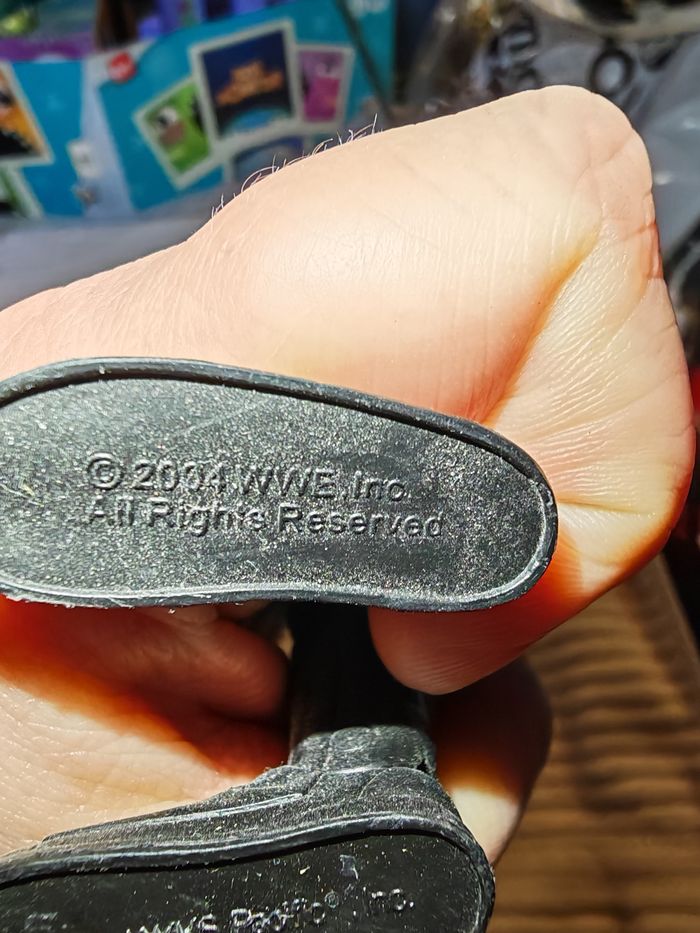 © 2004 WWE, Inc.
All Rights Reserved
Pacific®, Inc.